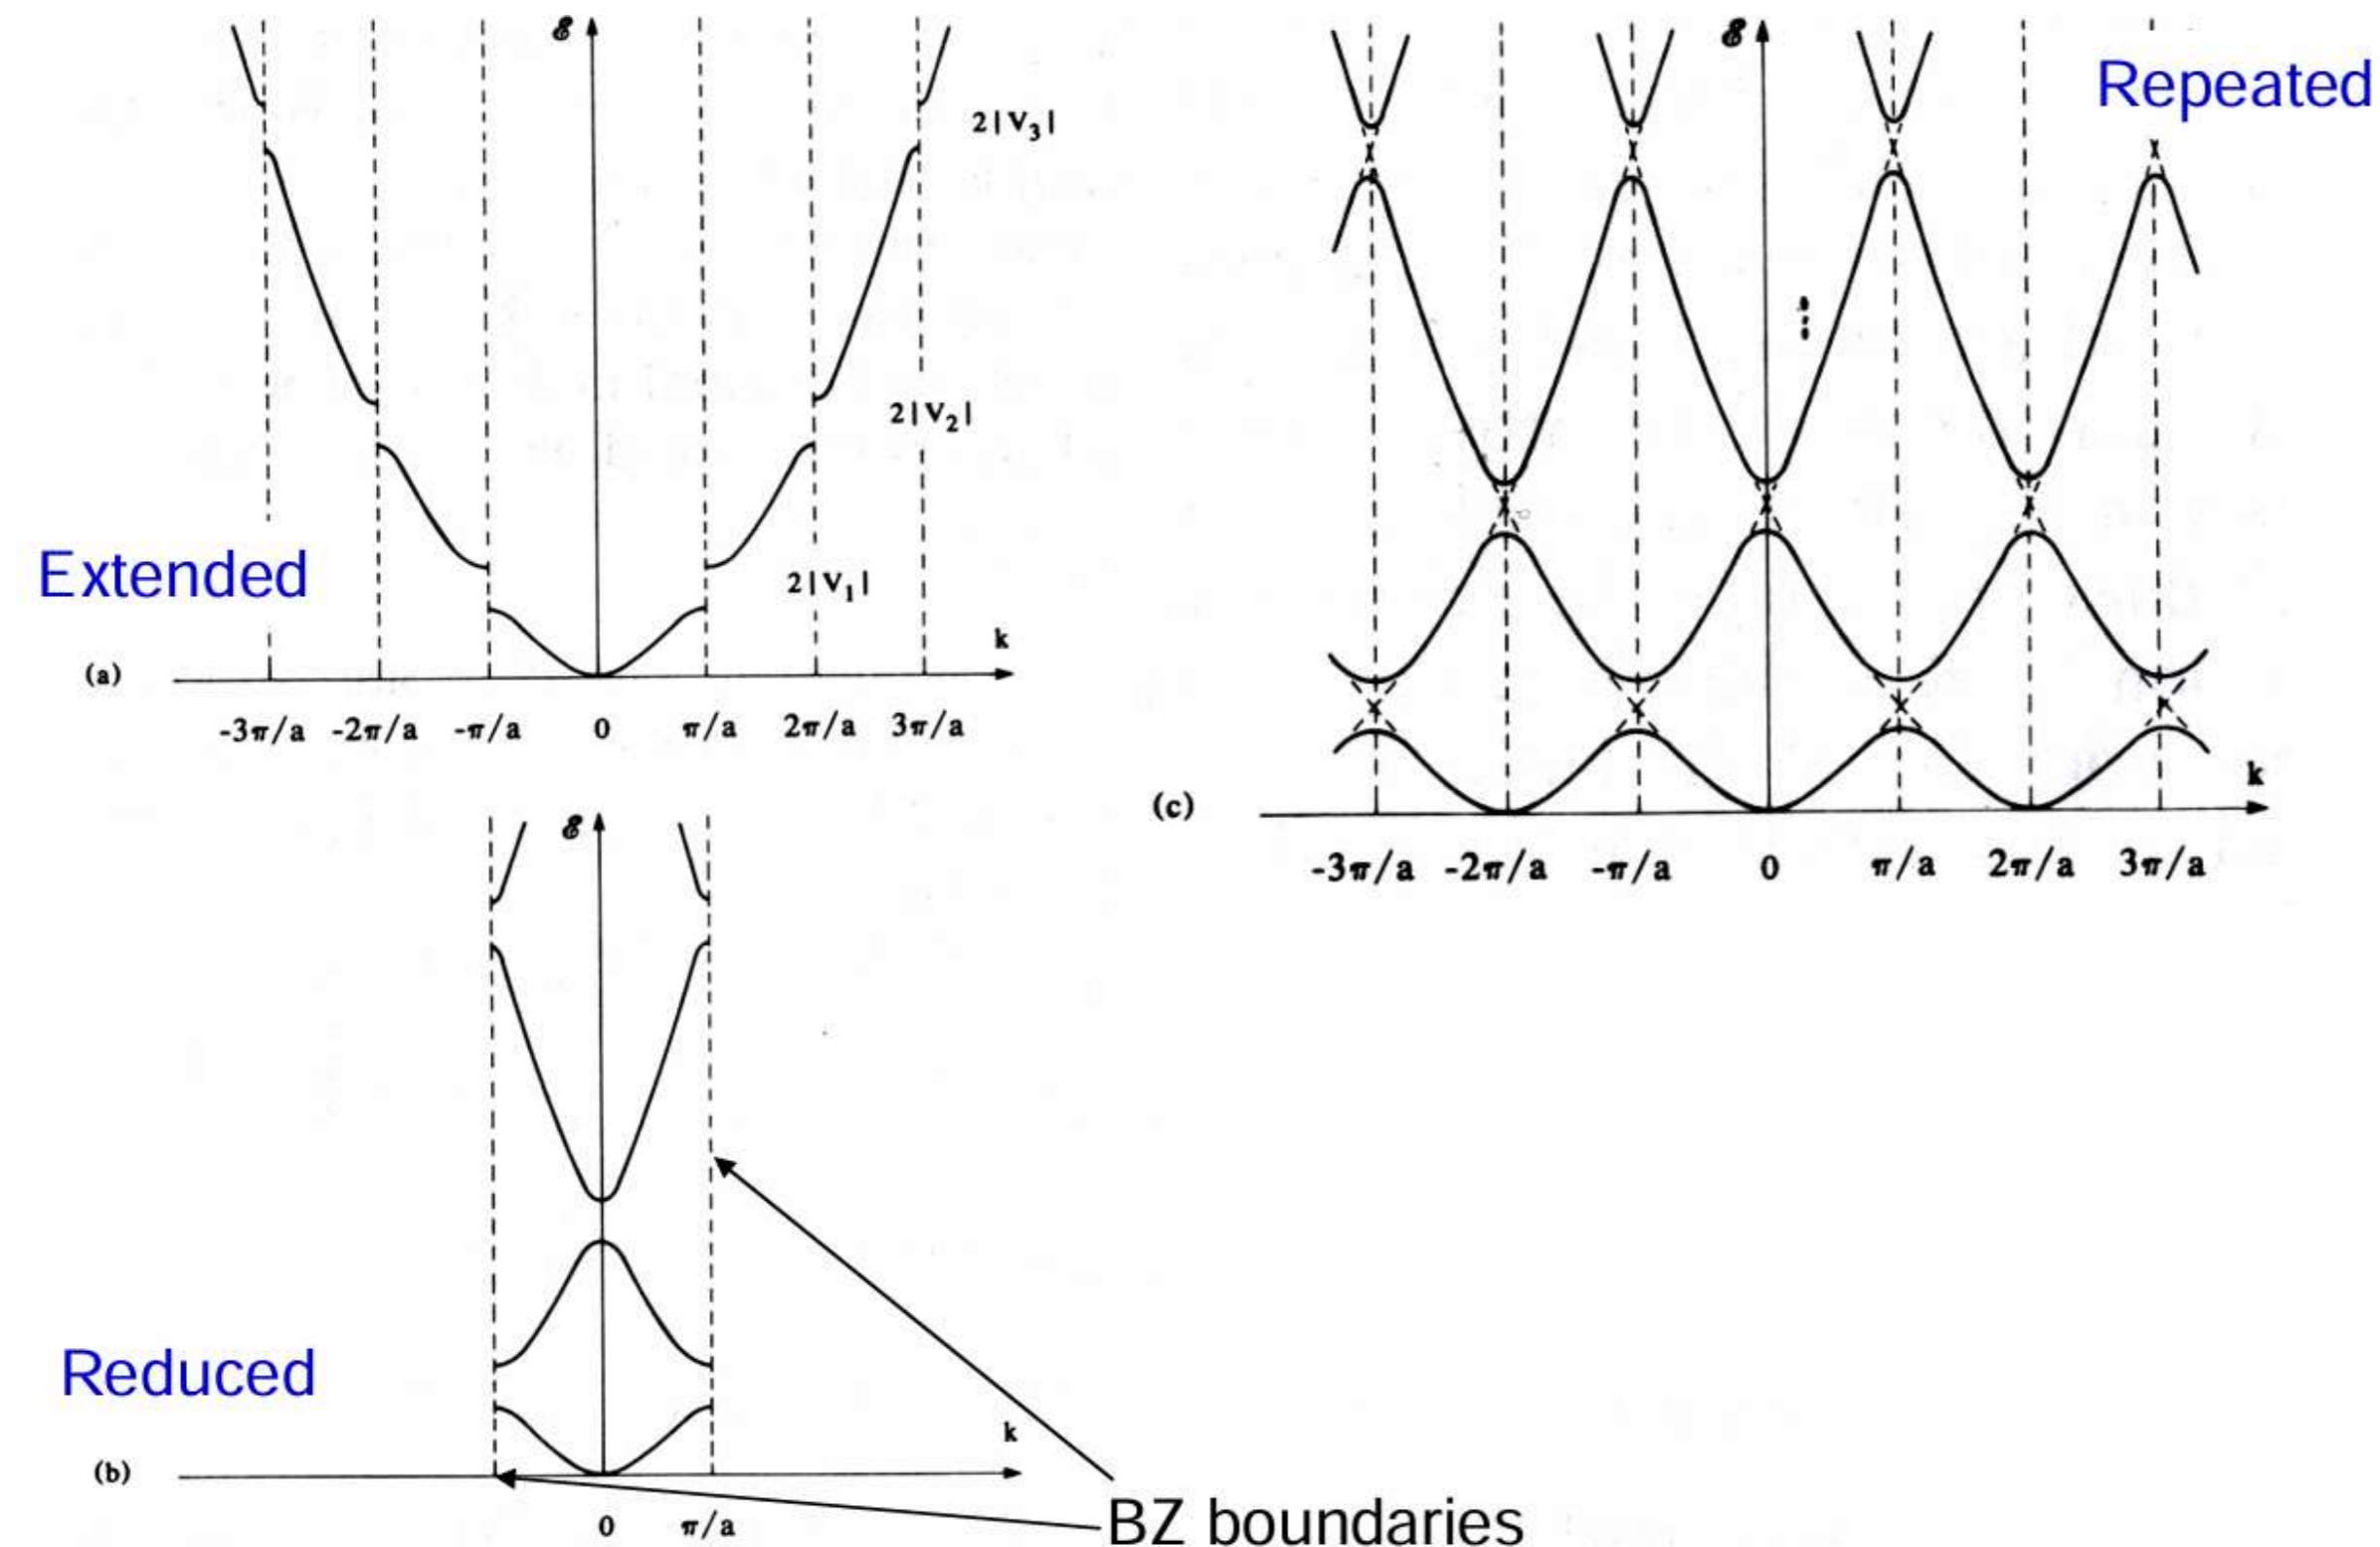 ℰ
2|V₃|
2|V₂|
Extended
2|V₁|
k
(a)
-3π/a -2π/a -π/a 0 π/a 2π/a 3π/a
ℰ
Reduced
k
(b)
0 π/a
BZ boundaries
ℰ
Repeated
k
(c)
-3π/a -2π/a -π/a 0 π/a 2π/a 3π/a